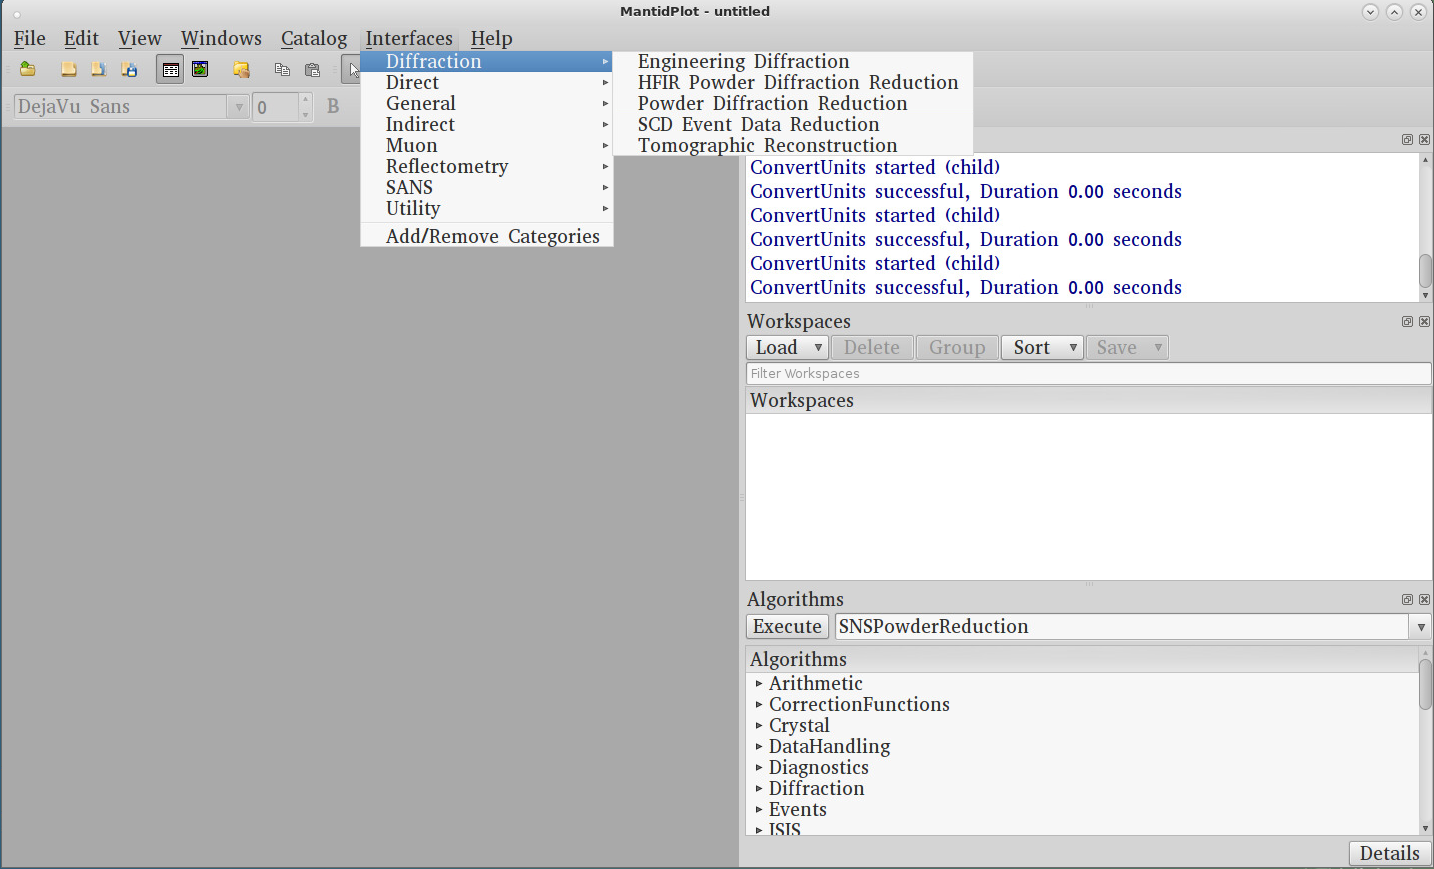 MantidPlot - untitled
File Edit View Windows Catalog Interfaces Help
DejaVu Sans 0 B
Diffraction
Direct
General
Indirect
Muon
Reflectometry
SANS
Utility
Add/Remove Categories
Engineering Diffraction
HFIR Powder Diffraction Reduction
Powder Diffraction Reduction
SCD Event Data Reduction
Tomographic Reconstruction
ConvertUnits started (child)
ConvertUnits successful, Duration 0.00 seconds
ConvertUnits started (child)
ConvertUnits successful, Duration 0.00 seconds
ConvertUnits started (child)
ConvertUnits successful, Duration 0.00 seconds
Workspaces
Load Delete Group Sort Save
Filter Workspaces
Workspaces
Algorithms
Execute SNSPowderReduction
Algorithms
Arithmetic
CorrectionFunctions
Crystal
DataHandling
Diagnostics
Diffraction
Events
ISIS
Details